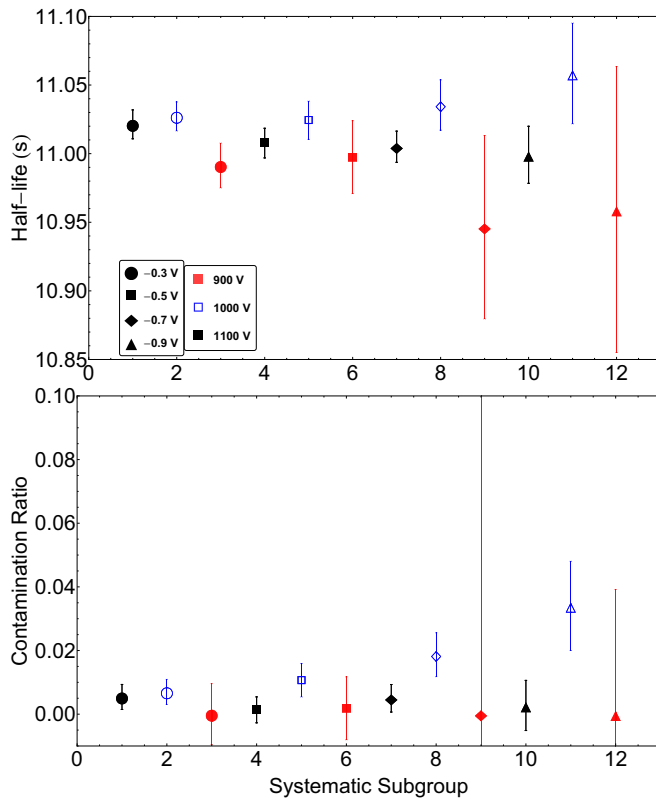 11.10
11.05
11.00
10.95
10.90
10.85
Half−life (s)
−0.3 V
−0.5 V
−0.7 V
−0.9 V
900 V
1000 V
1100 V
0 2 4 6 8 10 12
0.10
0.08
0.06
0.04
0.02
0.00
Contamination Ratio
0 2 4 6 8 10 12
Systematic Subgroup